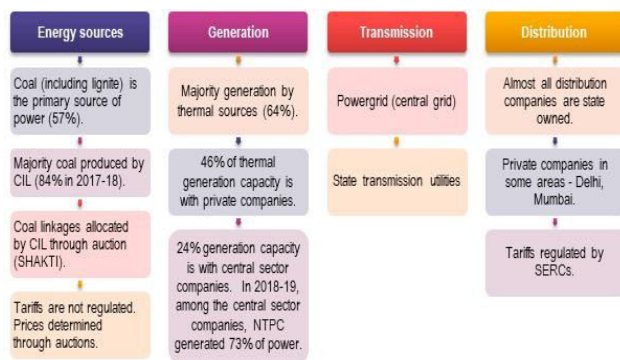 Energy sources
Coal (including lignite) is
the primary source of
power (57%).
Majority coal produced by
CIL (84% in 2017-18).
Coal linkages allocated
by CIL through auction
(SHAKTI).
Tariffs are not regulated.
Prices determined
through auctions.
Generation
Majority generation by
thermal sources (64%).
46% of thermal
generation capacity is
with private companies.
24% generation capacity
is with central sector
companies. In 2018-19,
among the central sector
companies, NTPC
generated 73% of power.
Transmission
Powergrid (central grid)
State transmission utilities
Distribution
Almost all distribution
companies are state
owned.
Private companies in
some areas - Delhi,
Mumbai.
Tariffs regulated by
SERCs.